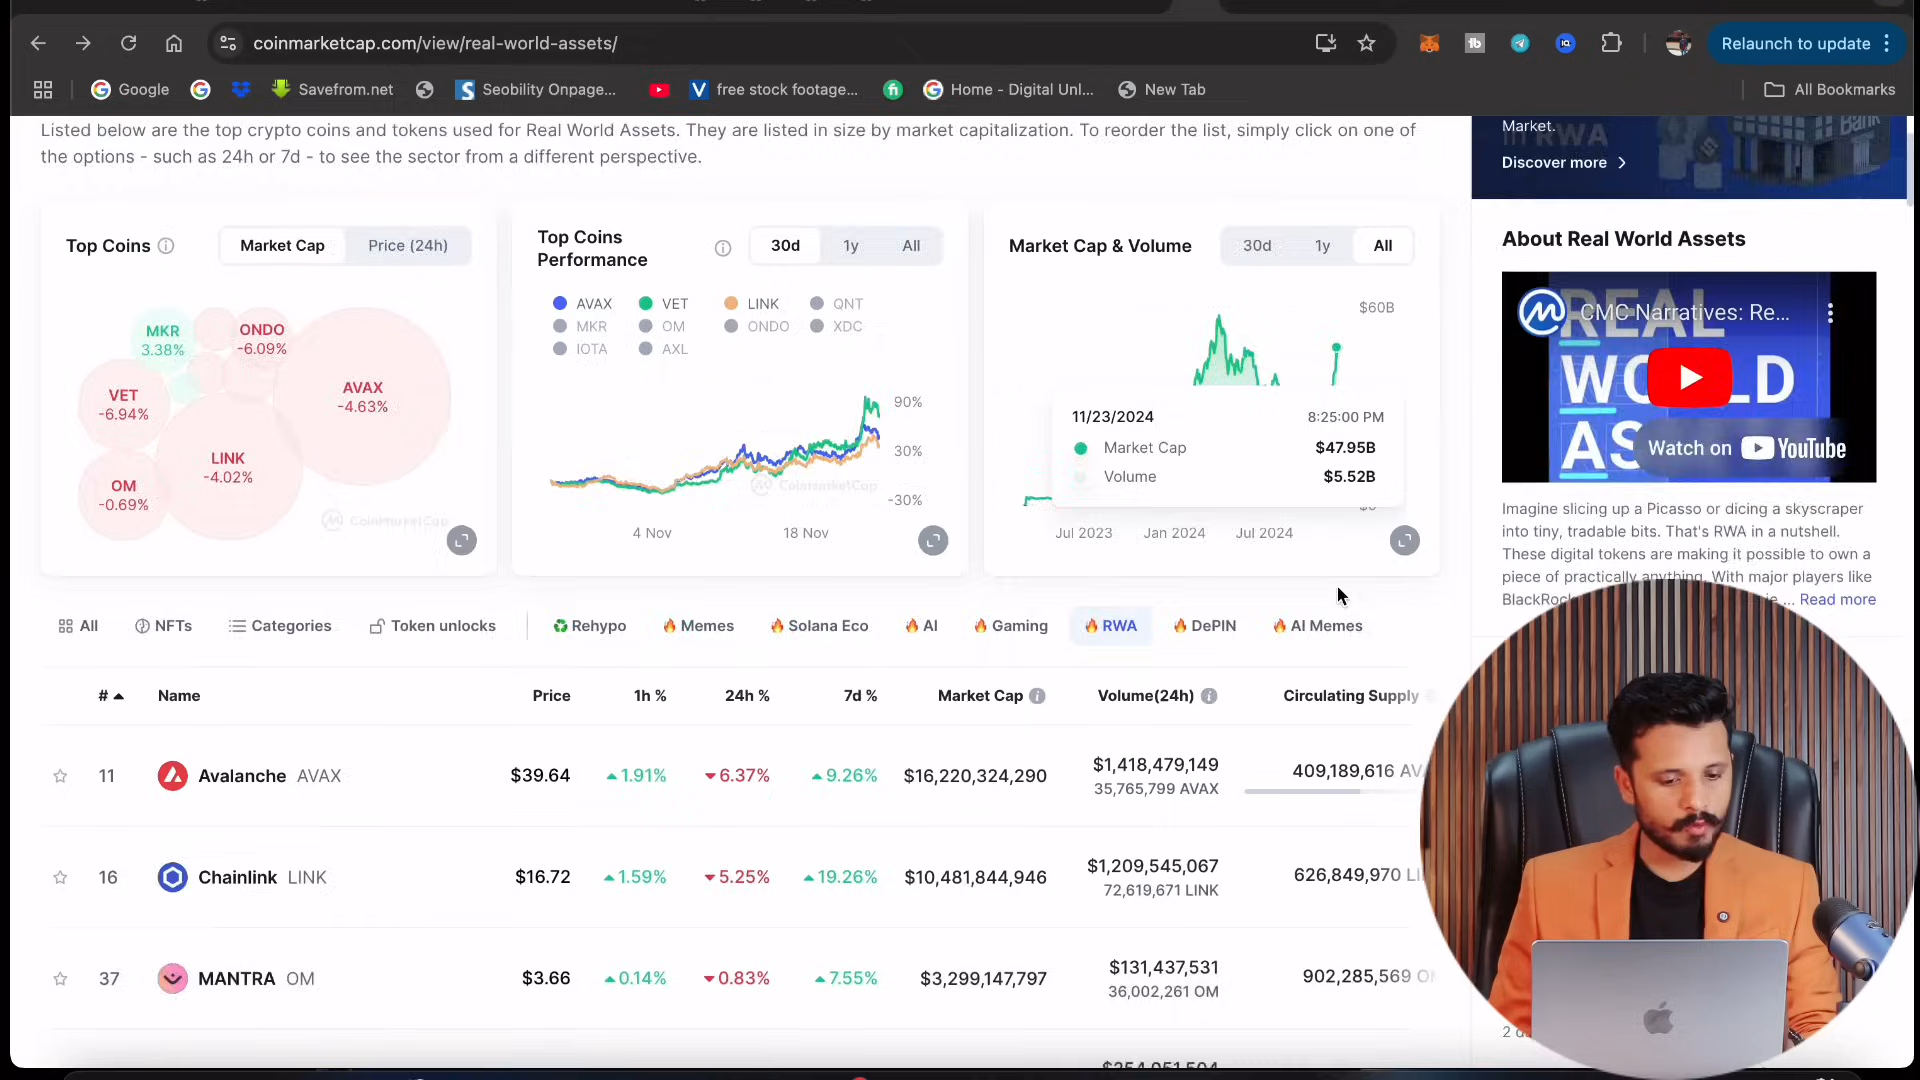 coinmarketcap.com/view/real-world-assets/
Relaunch to update
Google
Savefrom.net
Seobility Onpage...
free stock footage...
Home - Digital Unl...
New Tab
All Bookmarks
Listed below are the top crypto coins and tokens used for Real World Assets. They are listed in size by market capitalization. To reorder the list, simply click on one of
the options - such as 24h or 7d - to see the sector from a different perspective.
Market.
Discover more
Top Coins
Market Cap
Price (24h)
MKR
3.38%
ONDO
-6.09%
VET
-6.94%
AVAX
-4.63%
LINK
-4.02%
OM
-0.69%
CoinMarketCap
Top Coins
Performance
30d
1y
All
AVAX
VET
LINK
QNT
MKR
OM
ONDO
XDC
IOTA
AXL
90%
30%
-30%
CoinMarketCap
4 Nov
18 Nov
Market Cap & Volume
30d
1y
All
$60B
11/23/2024
8:25:00 PM
Market Cap
$47.95B
Volume
$5.52B
Jul 2023
Jan 2024
Jul 2024
About Real World Assets
CMC Narratives: Re...
REAL
WORLD
AS
Watch on YouTube
Imagine slicing up a Picasso or dicing a skyscraper
into tiny, tradable bits. That's RWA in a nutshell.
These digital tokens are making it possible to own a
piece of practically anything. With major players like
... Read more
All
NFTs
Categories
Token unlocks
Rehypo
Memes
Solana Eco
AI
Gaming
RWA
DePIN
AI Memes
#
Name
Price
1h %
24h %
7d %
Market Cap
Volume(24h)
Circulating Supply
11
Avalanche AVAX
$39.64
1.91%
6.37%
9.26%
$16,220,324,290
$1,418,479,149
35,765,799 AVAX
409,189,616
16
Chainlink LINK
$16.72
1.59%
5.25%
19.26%
$10,481,844,946
$1,209,545,067
72,619,671 LINK
626,849,970
37
MANTRA OM
$3.66
0.14%
0.83%
7.55%
$3,299,147,797
$131,437,531
36,002,261 OM
902,285,569